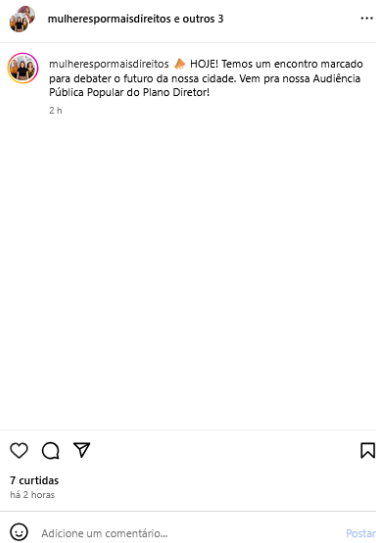 mulherespormaisdireitos e outros 3
mulherespormaisdireitos 📣 HOJE! Temos um encontro marcado
para debater o futuro da nossa cidade. Vem pra nossa Audiência
Pública Popular do Plano Diretor!
2 h
7 curtidas
há 2 horas
Adicione um comentário...
Postar